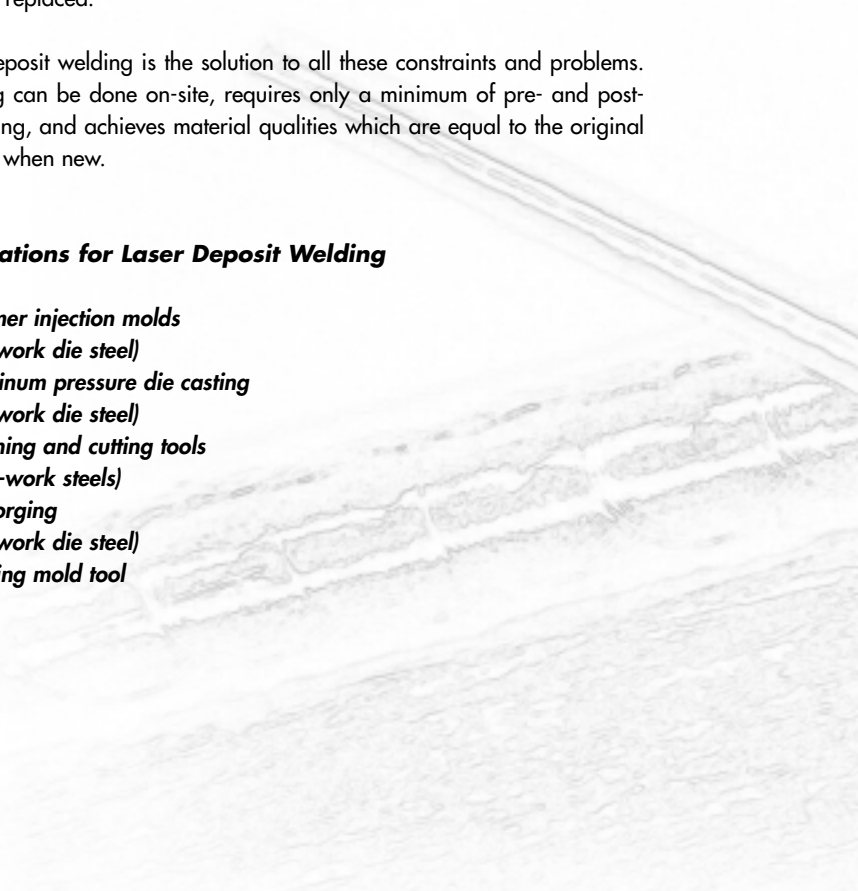 replaced.
eposit welding is the solution to all these constraints and problems.
g can be done on-site, requires only a minimum of pre- and post-
ng, and achieves material qualities which are equal to the original
when new.
ations for Laser Deposit Welding
ner injection molds
work die steel)
inum pressure die casting
work die steel)
ning and cutting tools
-work steels)
orging
work die steel)
ing mold tool